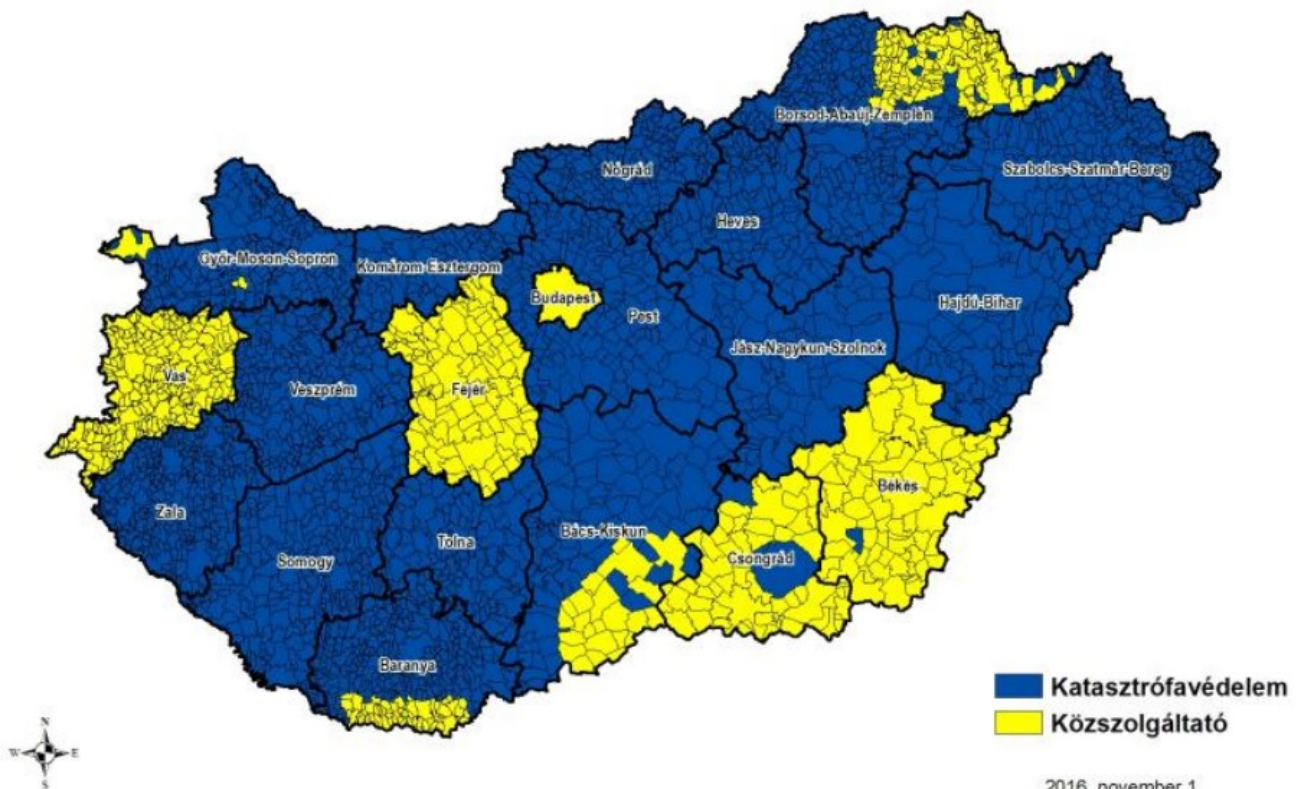 Borsod-Abaúj-Zemplén
Szabolcs-Szatmár-Bereg
Nógrád
Heves
Győr-Moson-Sopron
Komárom-Esztergom
Budapest
Pest
Hajdú-Bihar
Jász-Nagykun-Szolnok
Vas
Veszprém
Fejér
Békés
Zala
Somogy
Tolna
Bács-Kiskun
Csongrád
Baranya
Katasztrófavédelem
Közszolgáltató
N
W E
S
2016. november 1.